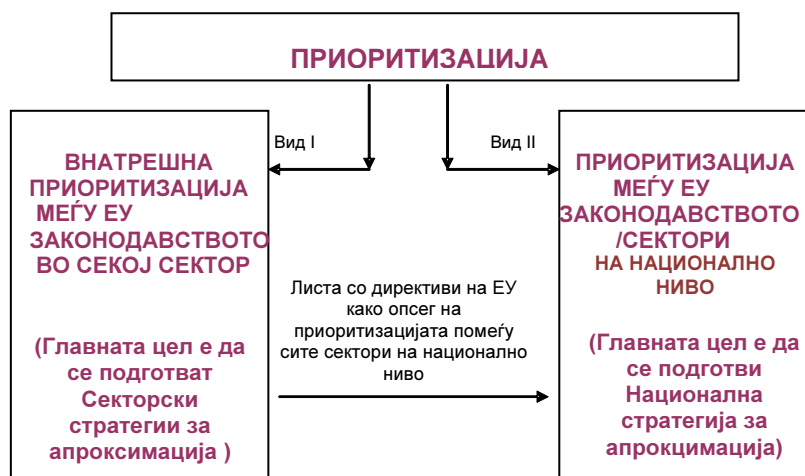 ПРИОРИТИЗАЦИЈА
Вид I
Вид II
ВНАТРЕШНА
ПРИОРИТИЗАЦИЈА
МЕЃУ ЕУ
ЗАКОНОДАВСТВОТО
ВО СЕКОЈ СЕКТОР
(Главната цел е да
се подготват
Секторски
стратегии за
апроксимација )
Листа со директиви на ЕУ
како опсег на
приоритизацијата помеѓу
сите сектори на национално
ниво
ПРИОРИТИЗАЦИЈА
МЕЃУ ЕУ
ЗАКОНОДАВСТВОТО
/СЕКТОРИ
НА НАЦИОНАЛНО
НИВО
(Главната цел е да
се подготви
Национална
стратегија за
апрокцимација)